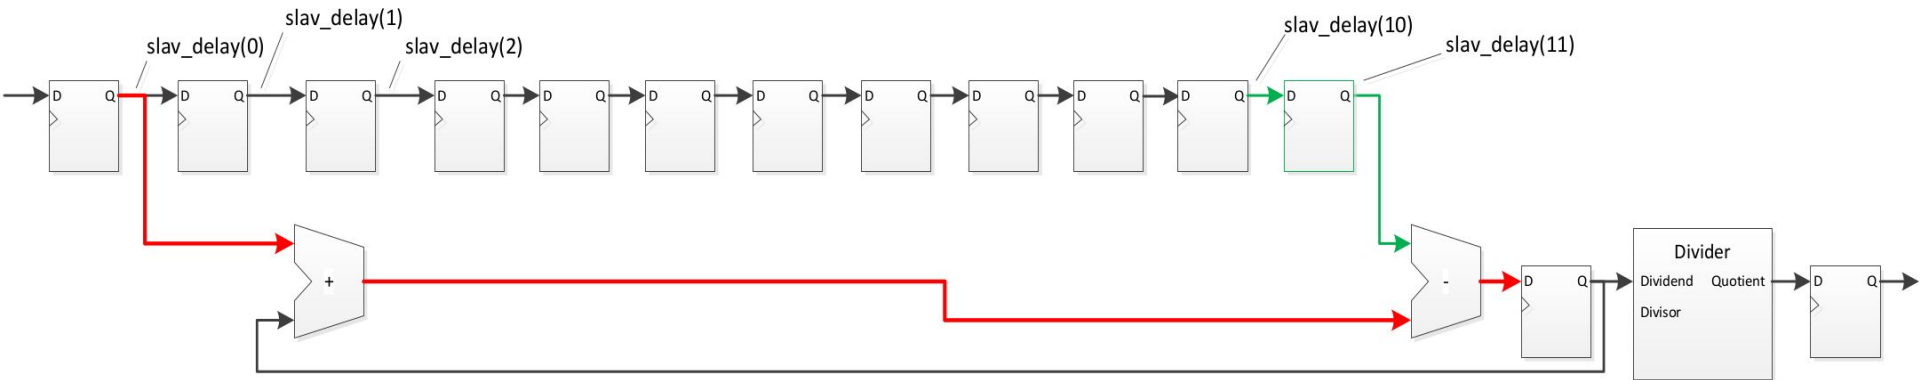 slav_delay(0)
slav_delay(1)
slav_delay(2)
slav_delay(10)
slav_delay(11)
D Q
D Q
D Q
D Q
D Q
D Q
D Q
D Q
D Q
D Q
D Q
D Q
+
-
D Q
Divider
Dividend Quotient
Divisor
D Q